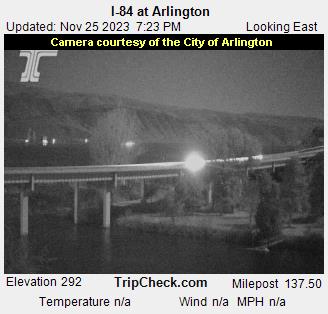 I-84 at Arlington
Updated: Nov 25 2023 7:23 PM Looking East
Camera courtesy of the City of Arlington
Elevation 292 TripCheck.com Milepost 137.50
Temperature n/a Wind n/a MPH n/a